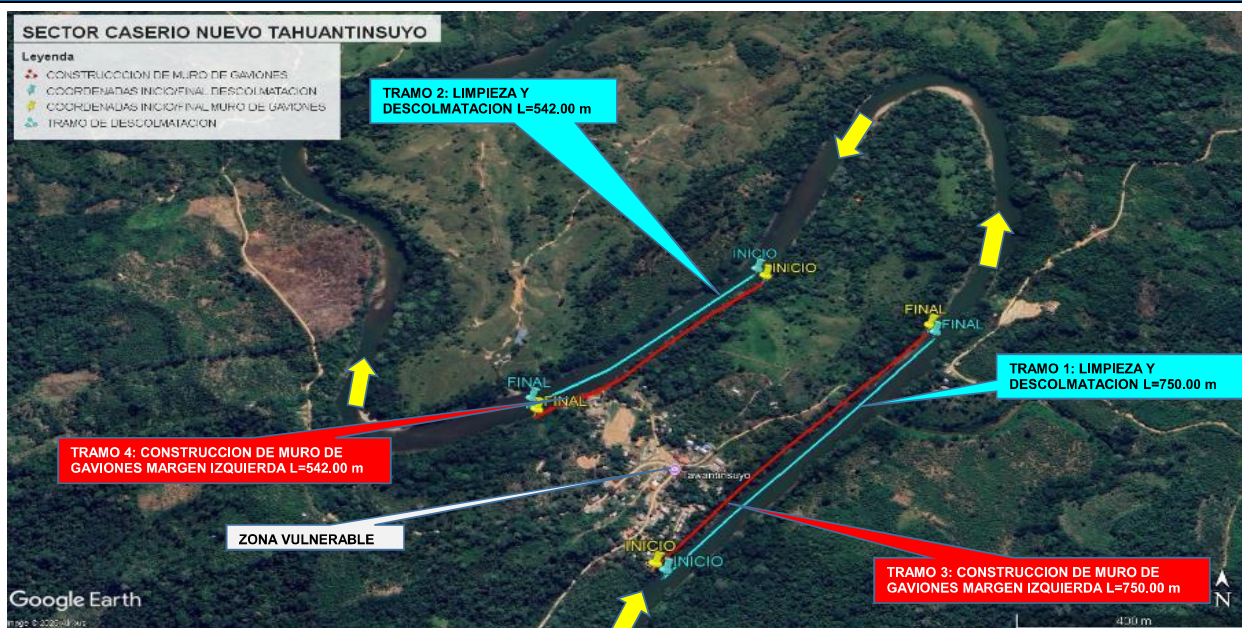 SECTOR CASERIO NUEVO TAHUANTINSUYO
Leyenda
CONSTRUCCCION DE MURO DE GAVIONES
COORDENADAS INICIO/FINAL DESCOLMATACION
COORDENADAS INICIO/FINAL MURO DE GAVIONES
TRAMO DE DESCOLMATACION
TRAMO 2: LIMPIEZA Y
DESCOLMATACION L=542.00 m
INICIO
INICIO
FINAL
FINAL
TRAMO 1: LIMPIEZA Y
DESCOLMATACION L=750.00 m
FINAL
FINAL
TRAMO 4: CONSTRUCCION DE MURO DE
GAVIONES MARGEN IZQUIERDA L=542.00 m
Tawantinsuyo
ZONA VULNERABLE
INICIO
INICIO
TRAMO 3: CONSTRUCCION DE MURO DE
GAVIONES MARGEN IZQUIERDA L=750.00 m
Google Earth
N
400 m